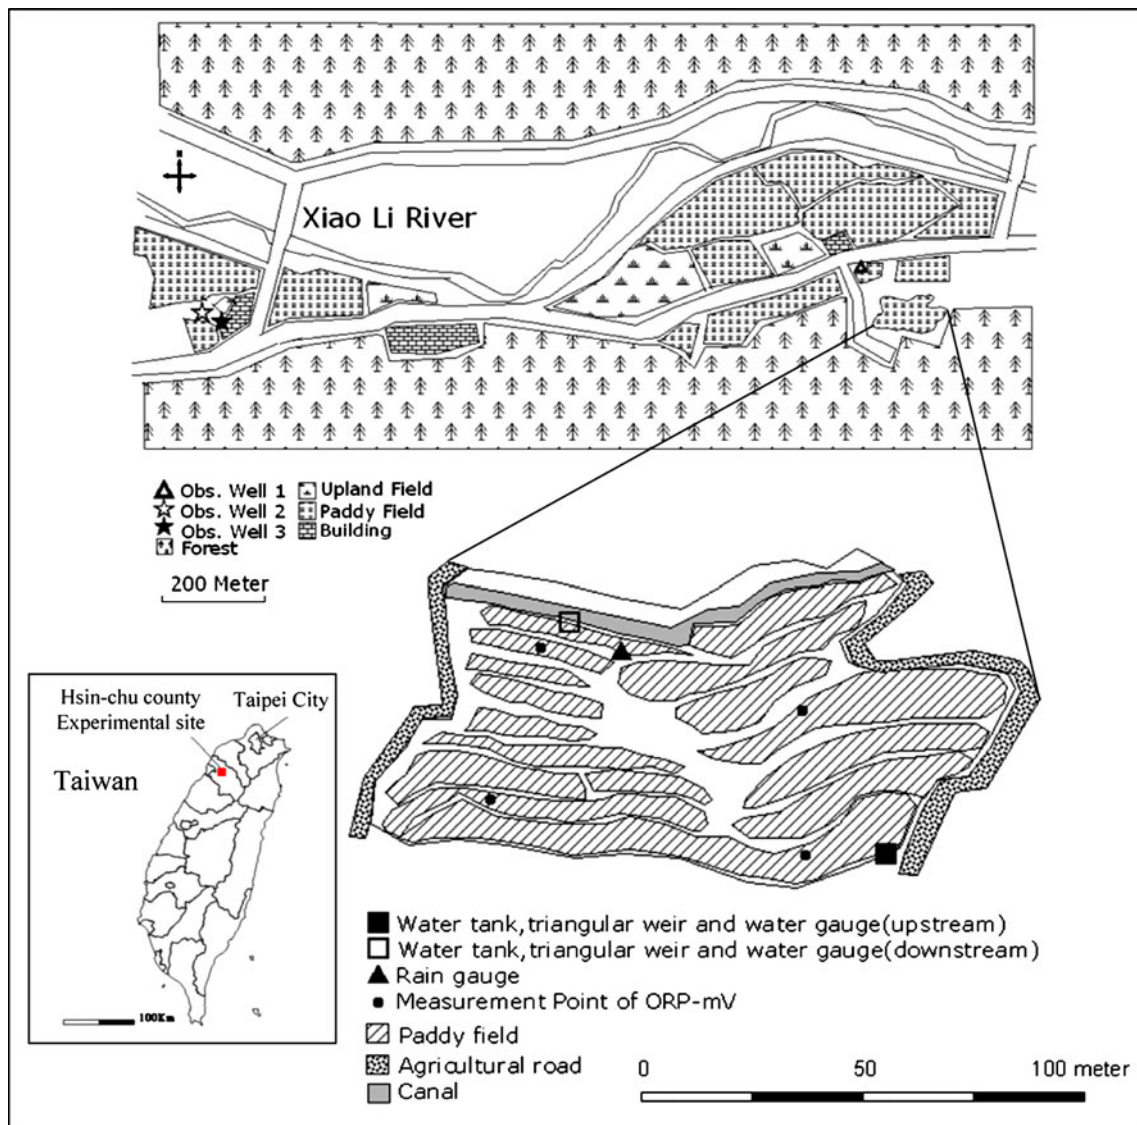 N
Xiao Li River
Obs. Well 1
Upland Field
Obs. Well 2
Paddy Field
Obs. Well 3
Building
Forest
200 Meter
Hsin-chu county
Experimental site
Taipei City
Taiwan
100Km
Water tank,triangular weir and water gauge(upstream)
Water tank,triangular weir and water gauge(downstream)
Rain gauge
Measurement Point of ORP-mV
Paddy field
Agricultural road
Canal
0 50 100 meter